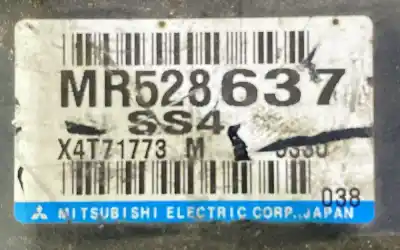 MR528637
SS4
X4T71773 M
038
MITSUBISHI ELECTRIC CORP. JAPAN